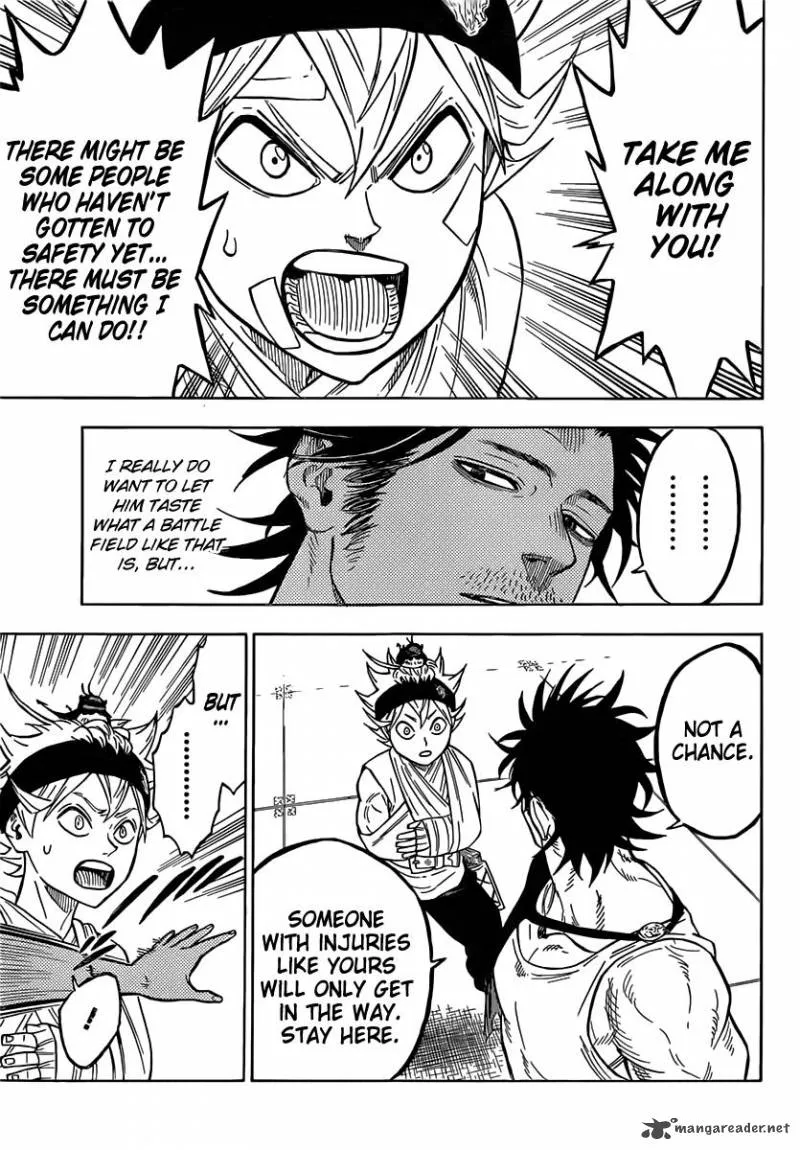 TAKE ME
ALONG
WITH
YOU!
THERE MIGHT BE
SOME PEOPLE
WHO HAVEN'T
GOTTEN TO
SAFETY YET...
THERE MUST BE
SOMETHING I
CAN DO!!
.......
.......
I REALLY DO
WANT TO LET
HIM TASTE
WHAT A BATTLE
FIELD LIKE THAT
IS, BUT...
NOT A
CHANCE.
SOMEONE
WITH INJURIES
LIKE YOURS
WILL ONLY GET
IN THE WAY.
STAY HERE.
BUT
...
.......
mangareader.net